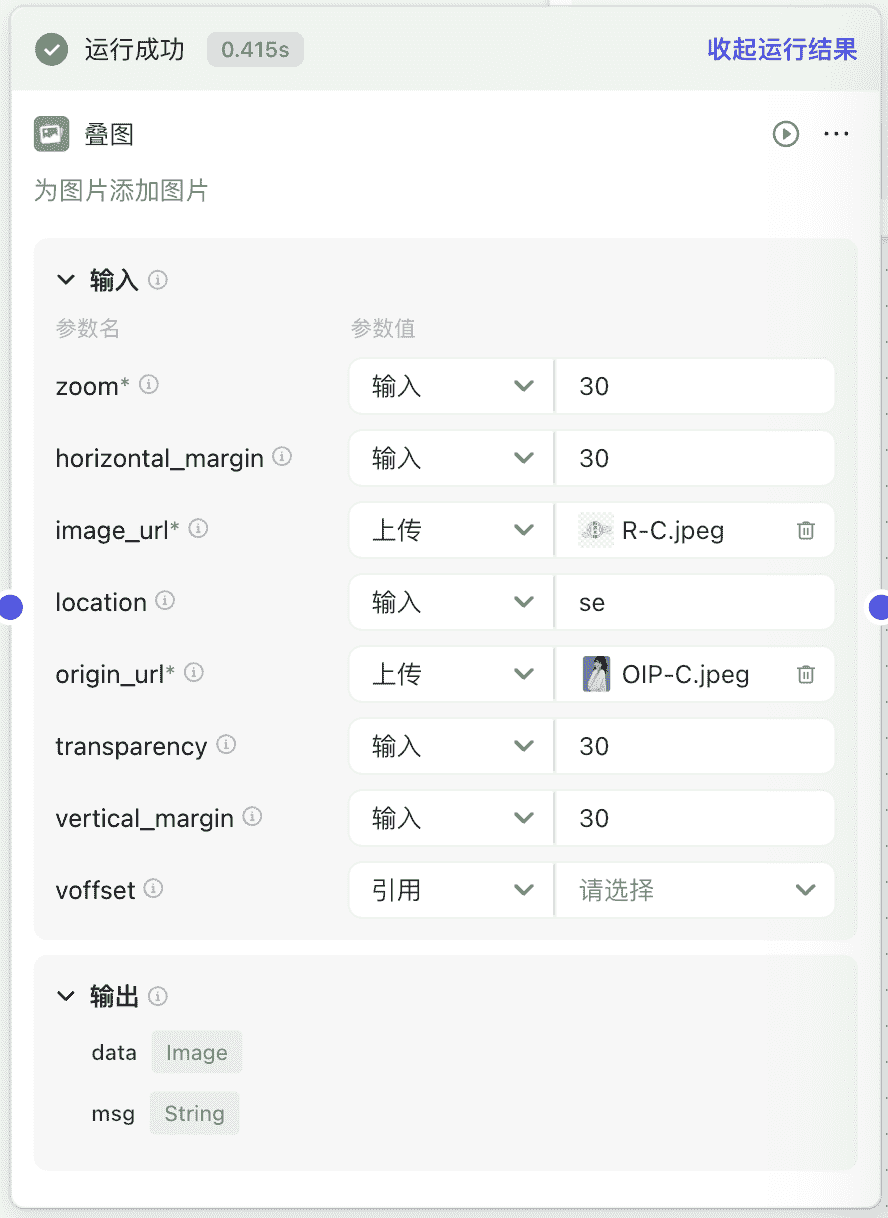 运行成功 0.415s 收起运行结果
叠图
为图片添加图片
输入
参数名 参数值
zoom* 输入 30
horizontal_margin 输入 30
image_url* 上传 R-C.jpeg
location 输入 se
origin_url* 上传 OIP-C.jpeg
transparency 输入 30
vertical_margin 输入 30
voffset 引用 请选择
输出
data Image
msg String